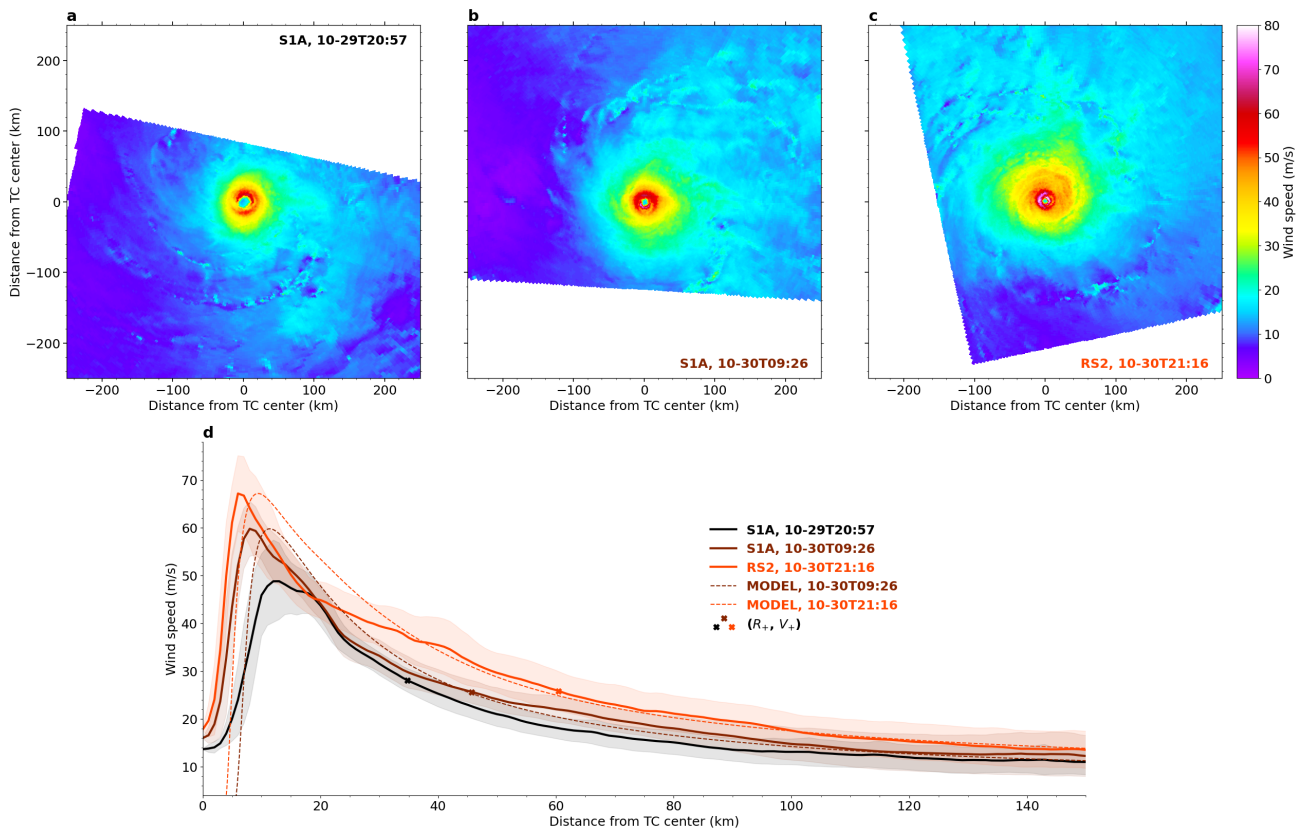 a
b
c
S1A, 10-29T20:57
S1A, 10-30T09:26
RS2, 10-30T21:16
200
100
0
−100
−200
Distance from TC center (km)
−200 −100 0 100 200
Distance from TC center (km)
−200 −100 0 100 200
Distance from TC center (km)
−200 −100 0 100 200
Distance from TC center (km)
80
70
60
50
40
30
20
10
0
Wind speed (m/s)
d
70
60
50
40
30
20
10
Wind speed (m/s)
S1A, 10-29T20:57
S1A, 10-30T09:26
RS2, 10-30T21:16
MODEL, 10-30T09:26
MODEL, 10-30T21:16
(R₊, V₊)
0 20 40 60 80 100 120 140
Distance from TC center (km)